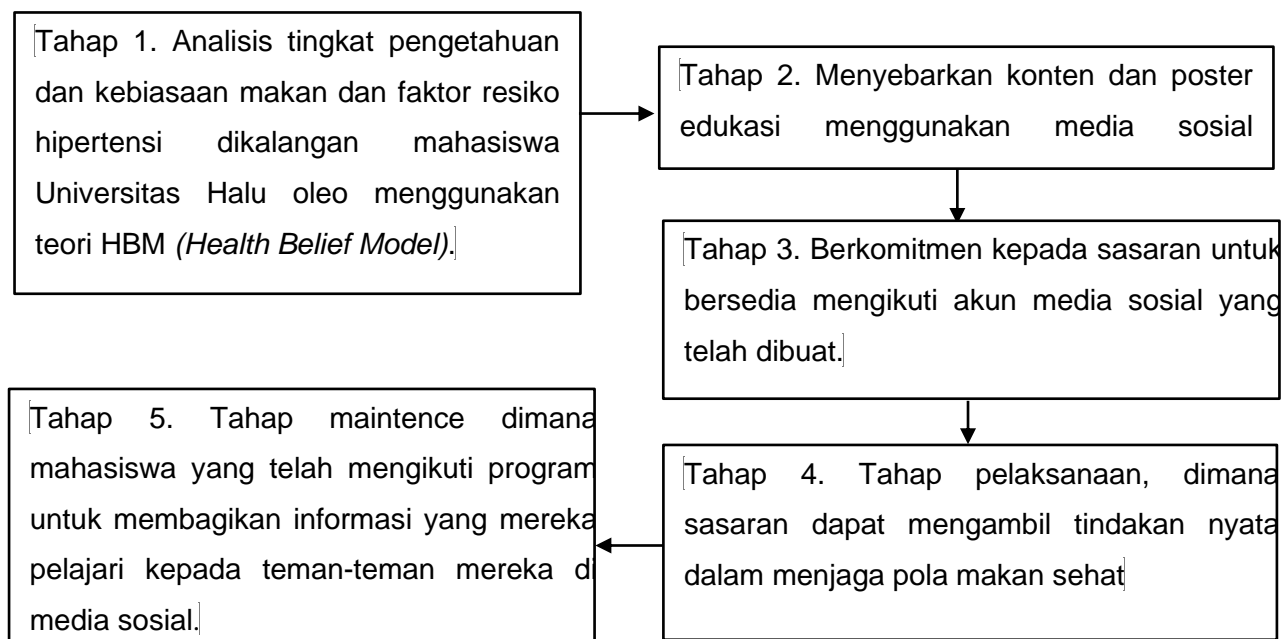 Tahap 1. Analisis tingkat pengetahuan
dan kebiasaan makan dan faktor resiko
hipertensi dikalangan mahasiswa
Universitas Halu oleo menggunakan
teori HBM (Health Belief Model).
Tahap 2. Menyebarkan konten dan poster
edukasi menggunakan media sosial
Tahap 3. Berkomitmen kepada sasaran untuk
bersedia mengikuti akun media sosial yang
telah dibuat.
Tahap 4. Tahap pelaksanaan, dimana
sasaran dapat mengambil tindakan nyata
dalam menjaga pola makan sehat
Tahap 5. Tahap maintence dimana
mahasiswa yang telah mengikuti program
untuk membagikan informasi yang mereka
pelajari kepada teman-teman mereka di
media sosial.